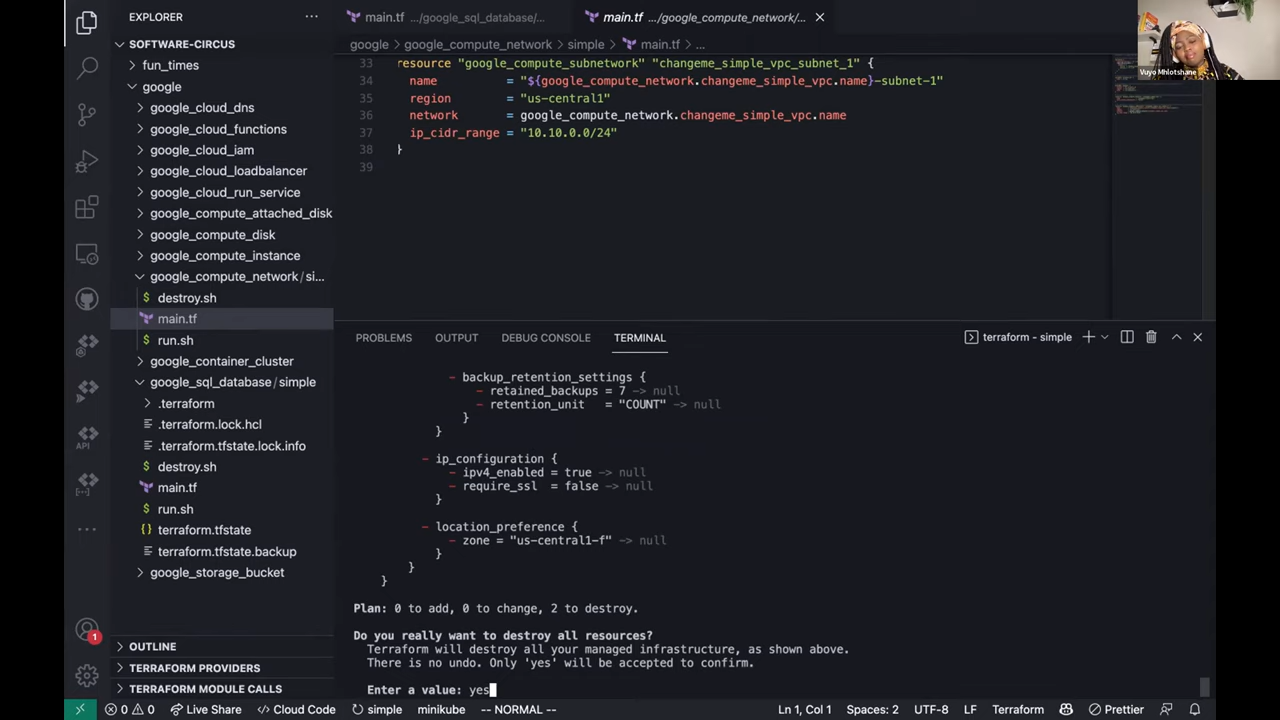 EXPLORER
SOFTWARE-CIRCUS
fun_times
google
google_cloud_dns
google_cloud_functions
google_cloud_iam
google_cloud_loadbalancer
google_cloud_run_service
google_compute_attached_disk
google_compute_disk
google_compute_instance
google_compute_network / si...
$ destroy.sh
main.tf
$ run.sh
google_container_cluster
google_sql_database / simple
.terraform
.terraform.lock.hcl
.terraform.tfstate.lock.info
$ destroy.sh
main.tf
$ run.sh
{} terraform.tfstate
terraform.tfstate.backup
google_storage_bucket
OUTLINE
TERRAFORM PROVIDERS
TERRAFORM MODULE CALLS
API
1
main.tf .../google_sql_database/...
main.tf .../google_compute_network/...
google > google_compute_network > simple > main.tf > ...
33 resource "google_compute_subnetwork" "changeme_simple_vpc_subnet_1" {
34 name = "${google_compute_network.changeme_simple_vpc.name}-subnet-1"
35 region = "us-central1"
36 network = google_compute_network.changeme_simple_vpc.name
37 ip_cidr_range = "10.10.0.0/24"
38 }
39
Vuyo Mhlotshane
PROBLEMS OUTPUT DEBUG CONSOLE TERMINAL terraform - simple
- backup_retention_settings {
- retained_backups = 7 -> null
- retention_unit = "COUNT" -> null
}
}
- ip_configuration {
- ipv4_enabled = true -> null
- require_ssl = false -> null
}
- location_preference {
- zone = "us-central1-f" -> null
}
}
}
Plan: 0 to add, 0 to change, 2 to destroy.
Do you really want to destroy all resources?
Terraform will destroy all your managed infrastructure, as shown above.
There is no undo. Only 'yes' will be accepted to confirm.
Enter a value: yes
0 0 Live Share Cloud Code simple minikube -- NORMAL -- Ln 1, Col 1 Spaces: 2 UTF-8 LF Terraform Prettier